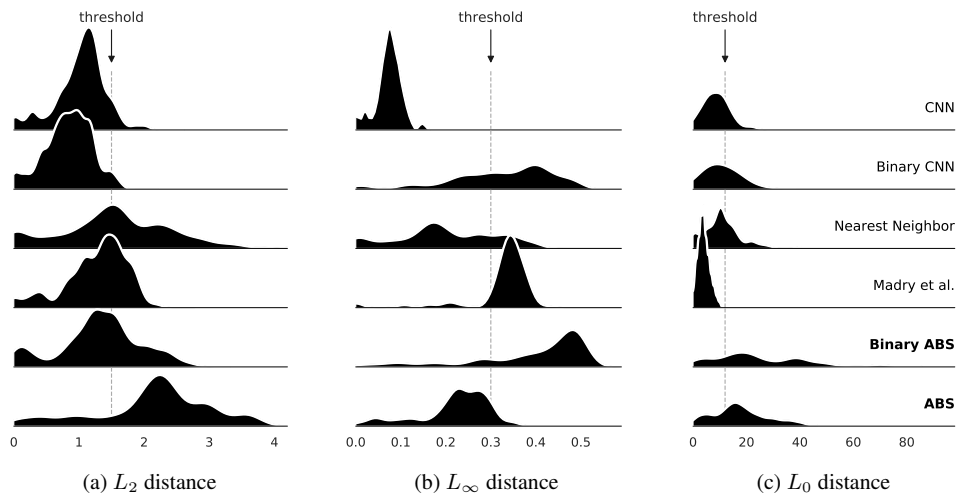 threshold threshold threshold
CNN
Binary CNN
Nearest Neighbor
Madry et al.
Binary ABS
ABS
0 1 2 3 4 0.0 0.1 0.2 0.3 0.4 0.5 0 20 40 60 80
(a) L₂ distance (b) L∞ distance (c) L₀ distance